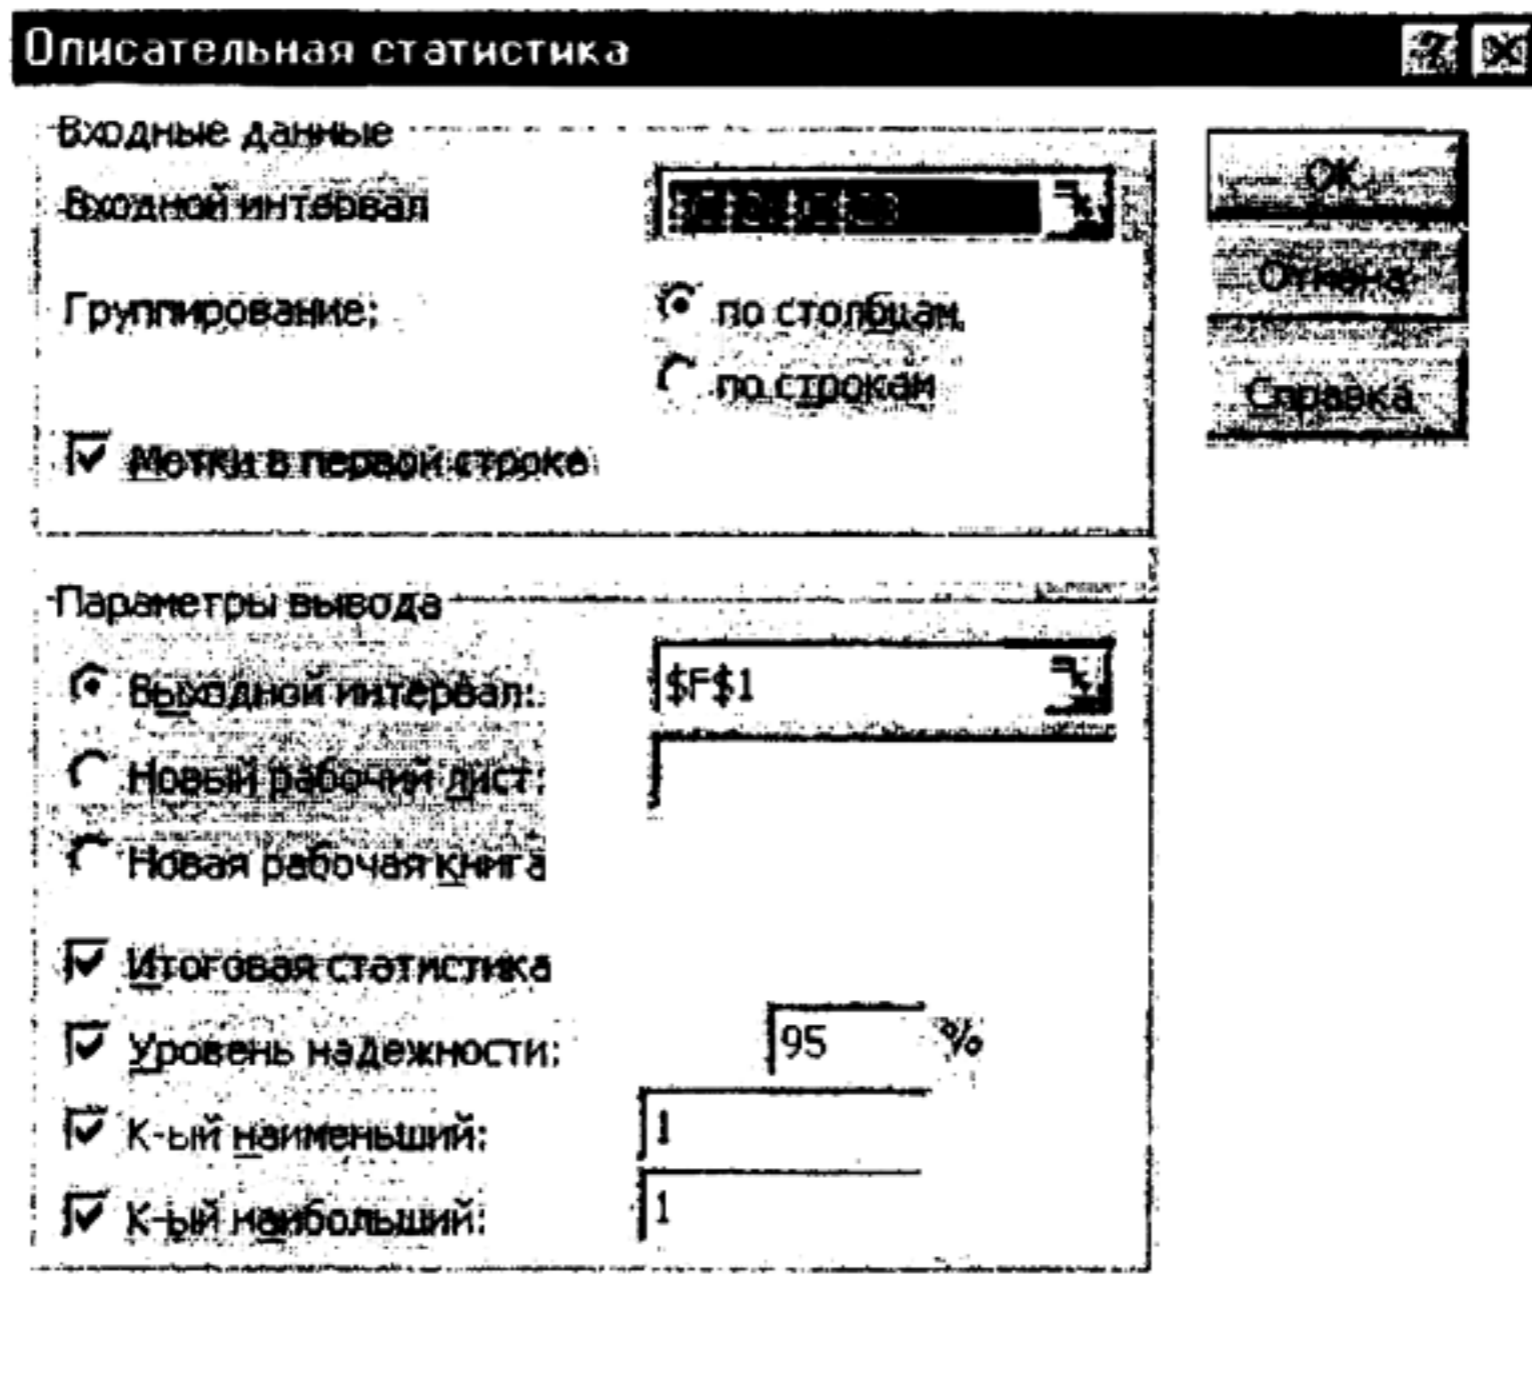 Описательная статистика
Входные данные
Входной интервал
Группирование:
по столбцам
по строкам
Метки в первой строке
OK
Отмена
Справка
Параметры вывода
Выходной интервал:
$F$1
Новый рабочий лист:
Новая рабочая книга
Итоговая статистика
Уровень надежности:
95 %
К-ый наименьший:
1
К-ый наибольший:
1